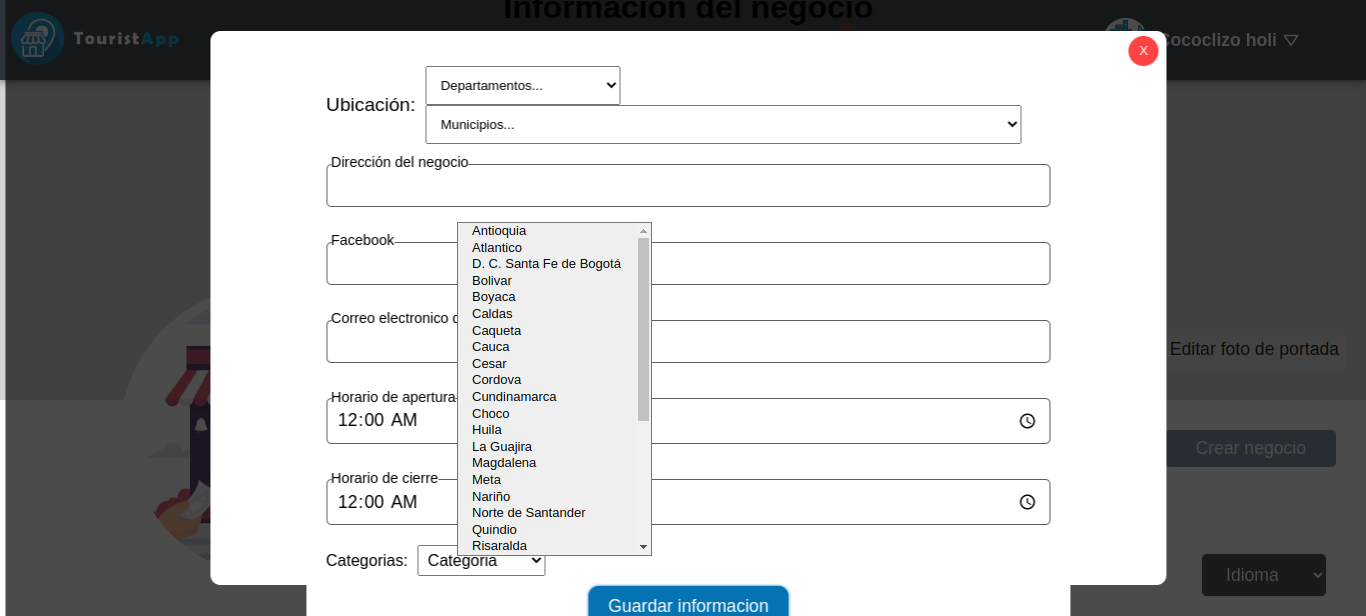 Información del negocio
TouristApp
Cococlizo holi
X
Departamentos...
Ubicación:
Municipios...
Dirección del negocio
Facebook
Antioquia
Atlantico
D. C. Santa Fe de Bogotá
Bolivar
Boyaca
Caldas
Caqueta
Cauca
Cesar
Cordova
Cundinamarca
Choco
Huila
La Guajira
Magdalena
Meta
Nariño
Norte de Santander
Quindio
Risaralda
Correo electronico
Editar foto de portada
Horario de apertura
12:00 AM
Crear negocio
Horario de cierre
12:00 AM
Categorias:
Categoria
Idioma
Guardar informacion